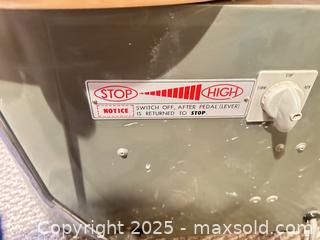 STOP HIGH
NOTICE SWITCH OFF, AFTER PEDAL (LEVER)
IS RETURNED TO STOP.
Copyright © 2025 - maxsold.com